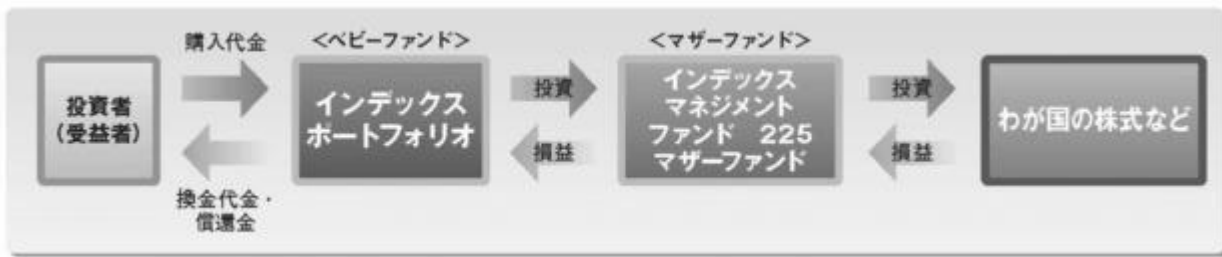 購入代金
<ベビーファンド>
<マザーファンド>
投資者
(受益者)
インデックス
ポートフォリオ
投資
インデックス
マネジメント
ファンド 225
マザーファンド
投資
わが国の株式など
損益
損益
換金代金・
償還金